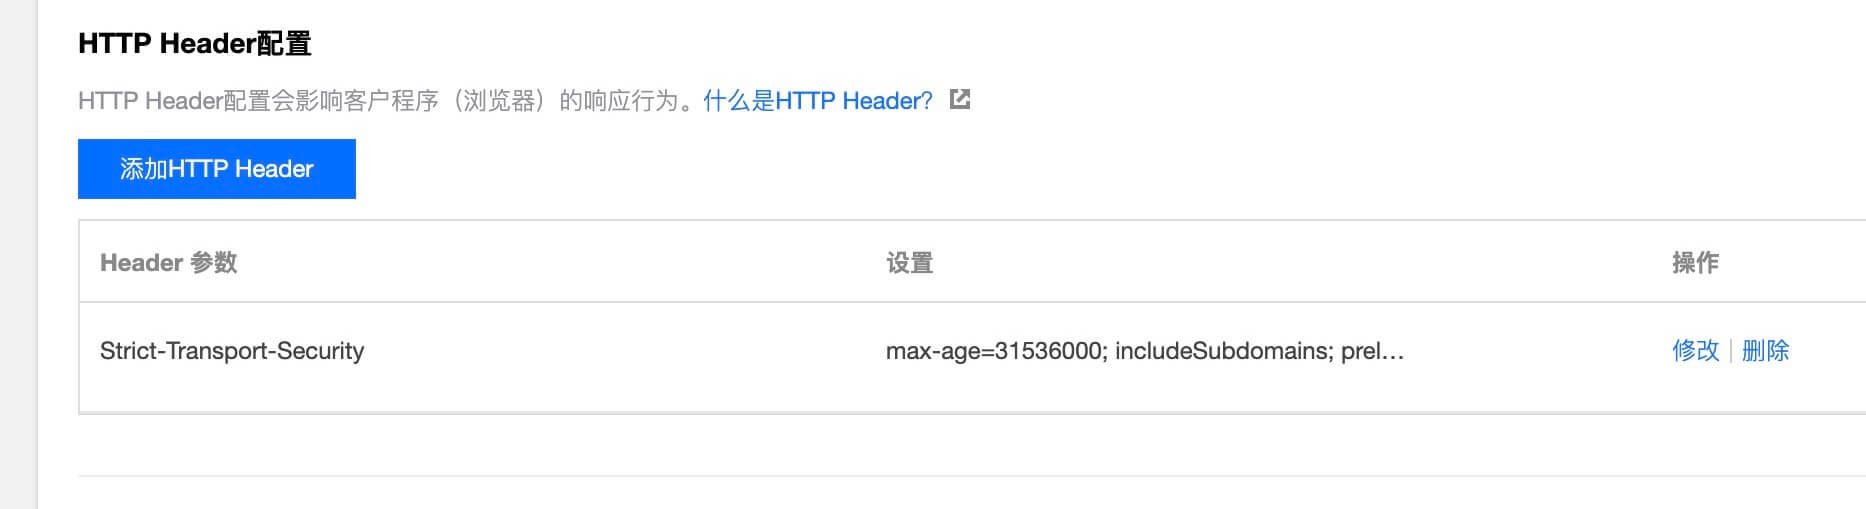 HTTP Header配置
HTTP Header配置会影响客户程序（浏览器）的响应行为。什么是HTTP Header?
添加HTTP Header
Header 参数 设置 操作
Strict-Transport-Security max-age=31536000; includeSubdomains; prel... 修改 | 删除